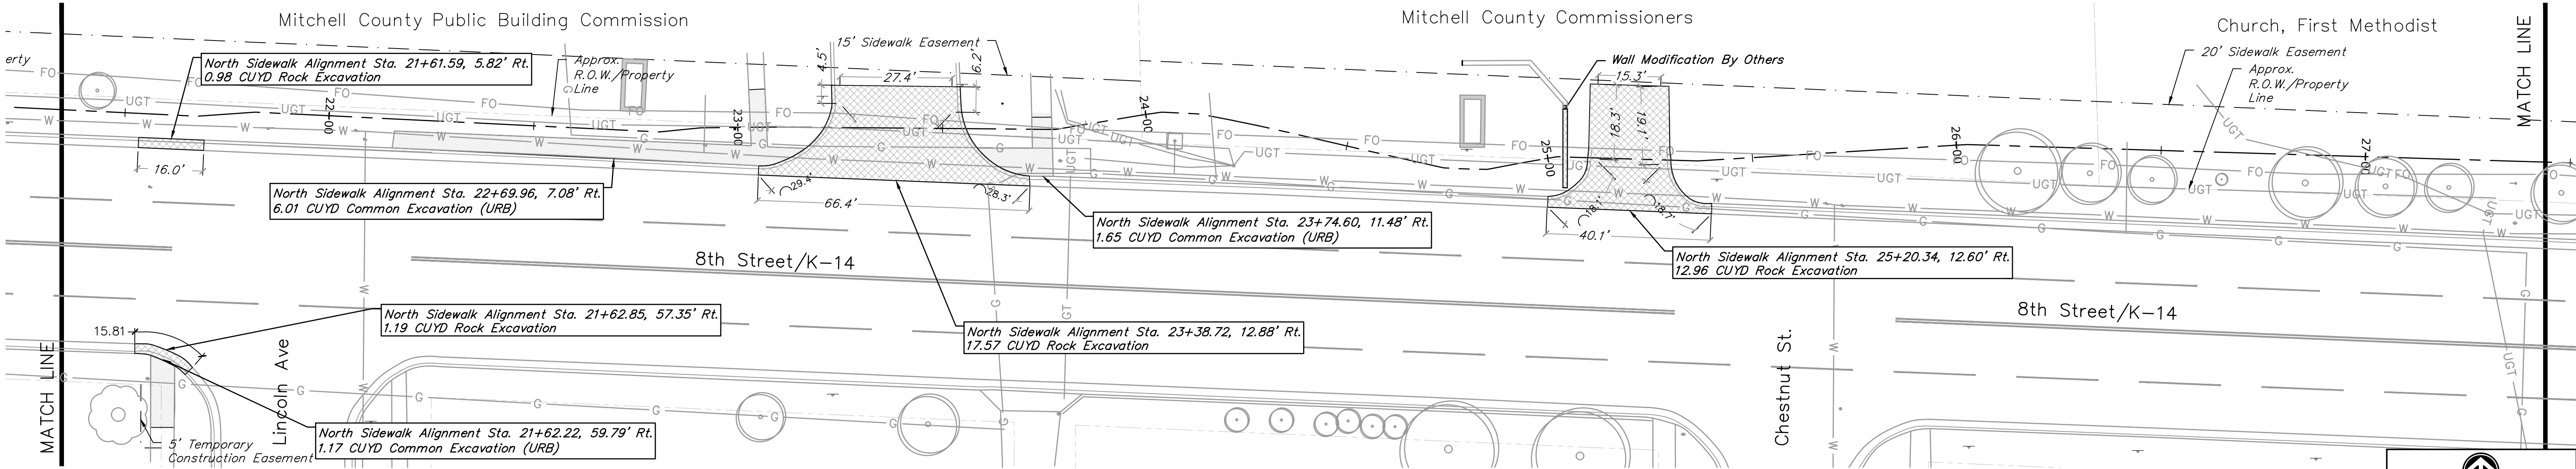 Mitchell County Public Building Commission
Mitchell County Commissioners
Church, First Methodist
MATCH LINE
erty
North Sidewalk Alignment Sta. 21+61.59, 5.82' Rt.
0.98 CUYD Rock Excavation
Approx.
R.O.W./Property
Line
15' Sidewalk Easement
4.5'
27.4'
6.2'
Wall Modification By Others
15.3'
18.3'
19.1'
20' Sidewalk Easement
Approx.
R.O.W./Property
Line
22+00
23+00
24+00
25+00
26+00
27+00
FO
UGT
W
G
16.0'
North Sidewalk Alignment Sta. 22+69.96, 7.08' Rt.
6.01 CUYD Common Excavation (URB)
29.4'
28.3'
66.4'
North Sidewalk Alignment Sta. 23+74.60, 11.48' Rt.
1.65 CUYD Common Excavation (URB)
18.1'
18.7'
40.1'
North Sidewalk Alignment Sta. 25+20.34, 12.60' Rt.
12.96 CUYD Rock Excavation
8th Street/K-14
8th Street/K-14
15.81
North Sidewalk Alignment Sta. 21+62.85, 57.35' Rt.
1.19 CUYD Rock Excavation
North Sidewalk Alignment Sta. 23+38.72, 12.88' Rt.
17.57 CUYD Rock Excavation
MATCH LINE
Lincoln Ave
Chestnut St.
5' Temporary
Construction Easement
North Sidewalk Alignment Sta. 21+62.22, 59.79' Rt.
1.17 CUYD Common Excavation (URB)